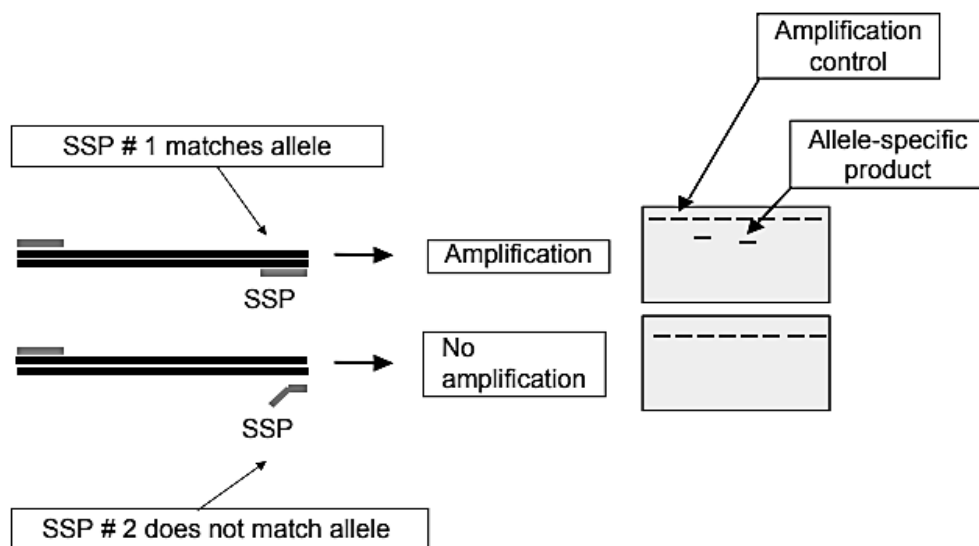 Amplification
control
SSP # 1 matches allele
Allele-specific
product
Amplification
SSP
No
amplification
SSP
SSP # 2 does not match allele